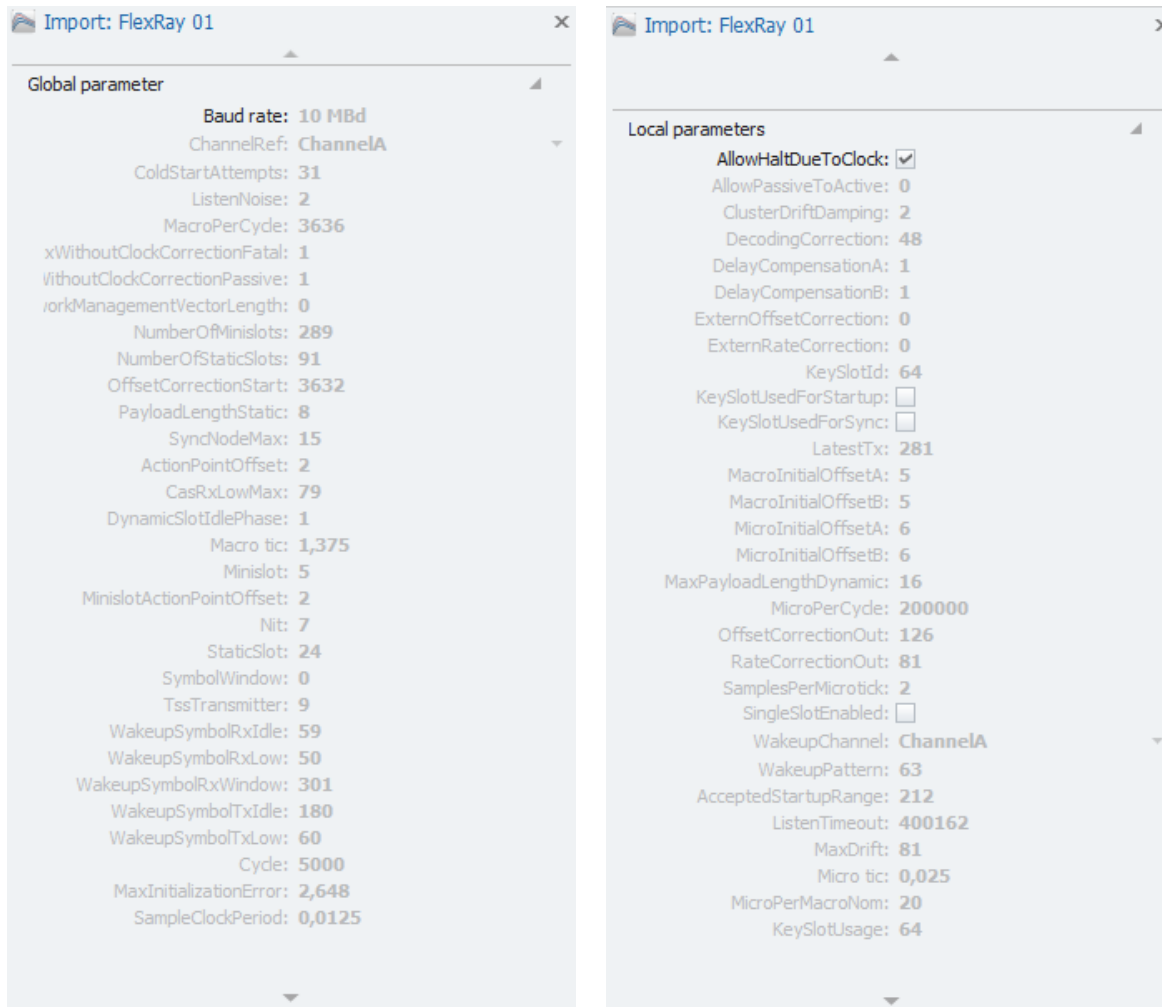 Import: FlexRay 01
Global parameter
Baud rate: 10 MBd
ChannelRef: ChannelA
ColdStartAttempts: 31
ListenNoise: 2
MacroPerCycle: 3636
xWithoutClockCorrectionFatal: 1
VithoutClockCorrectionPassive: 1
vorkManagementVectorLength: 0
NumberOfMinislots: 289
NumberOfStaticSlots: 91
OffsetCorrectionStart: 3632
PayloadLengthStatic: 8
SyncNodeMax: 15
ActionPointOffset: 2
CasRxLowMax: 79
DynamicSlotIdlePhase: 1
Macro tic: 1,375
Minislot: 5
MinislotActionPointOffset: 2
Nit: 7
StaticSlot: 24
SymbolWindow: 0
TssTransmitter: 9
WakeupSymbolRxIdle: 59
WakeupSymbolRxLow: 50
WakeupSymbolRxWindow: 301
WakeupSymbolTxIdle: 180
WakeupSymbolTxLow: 60
Cycle: 5000
MaxInitializationError: 2,648
SampleClockPeriod: 0,0125
Import: FlexRay 01
Local parameters
AllowHaltDueToClock:
AllowPassiveToActive: 0
ClusterDriftDamping: 2
DecodingCorrection: 48
DelayCompensationA: 1
DelayCompensationB: 1
ExternOffsetCorrection: 0
ExternRateCorrection: 0
KeySlotId: 64
KeySlotUsedForStartup:
KeySlotUsedForSync:
LatestTx: 281
MacroInitialOffsetA: 5
MacroInitialOffsetB: 5
MicroInitialOffsetA: 6
MicroInitialOffsetB: 6
MaxPayloadLengthDynamic: 16
MicroPerCycle: 200000
OffsetCorrectionOut: 126
RateCorrectionOut: 81
SamplesPerMicrotick: 2
SingleSlotEnabled:
WakeupChannel: ChannelA
WakeupPattern: 63
AcceptedStartupRange: 212
ListenTimeout: 400162
MaxDrift: 81
Micro tic: 0,025
MicroPerMacroNom: 20
KeySlotUsage: 64